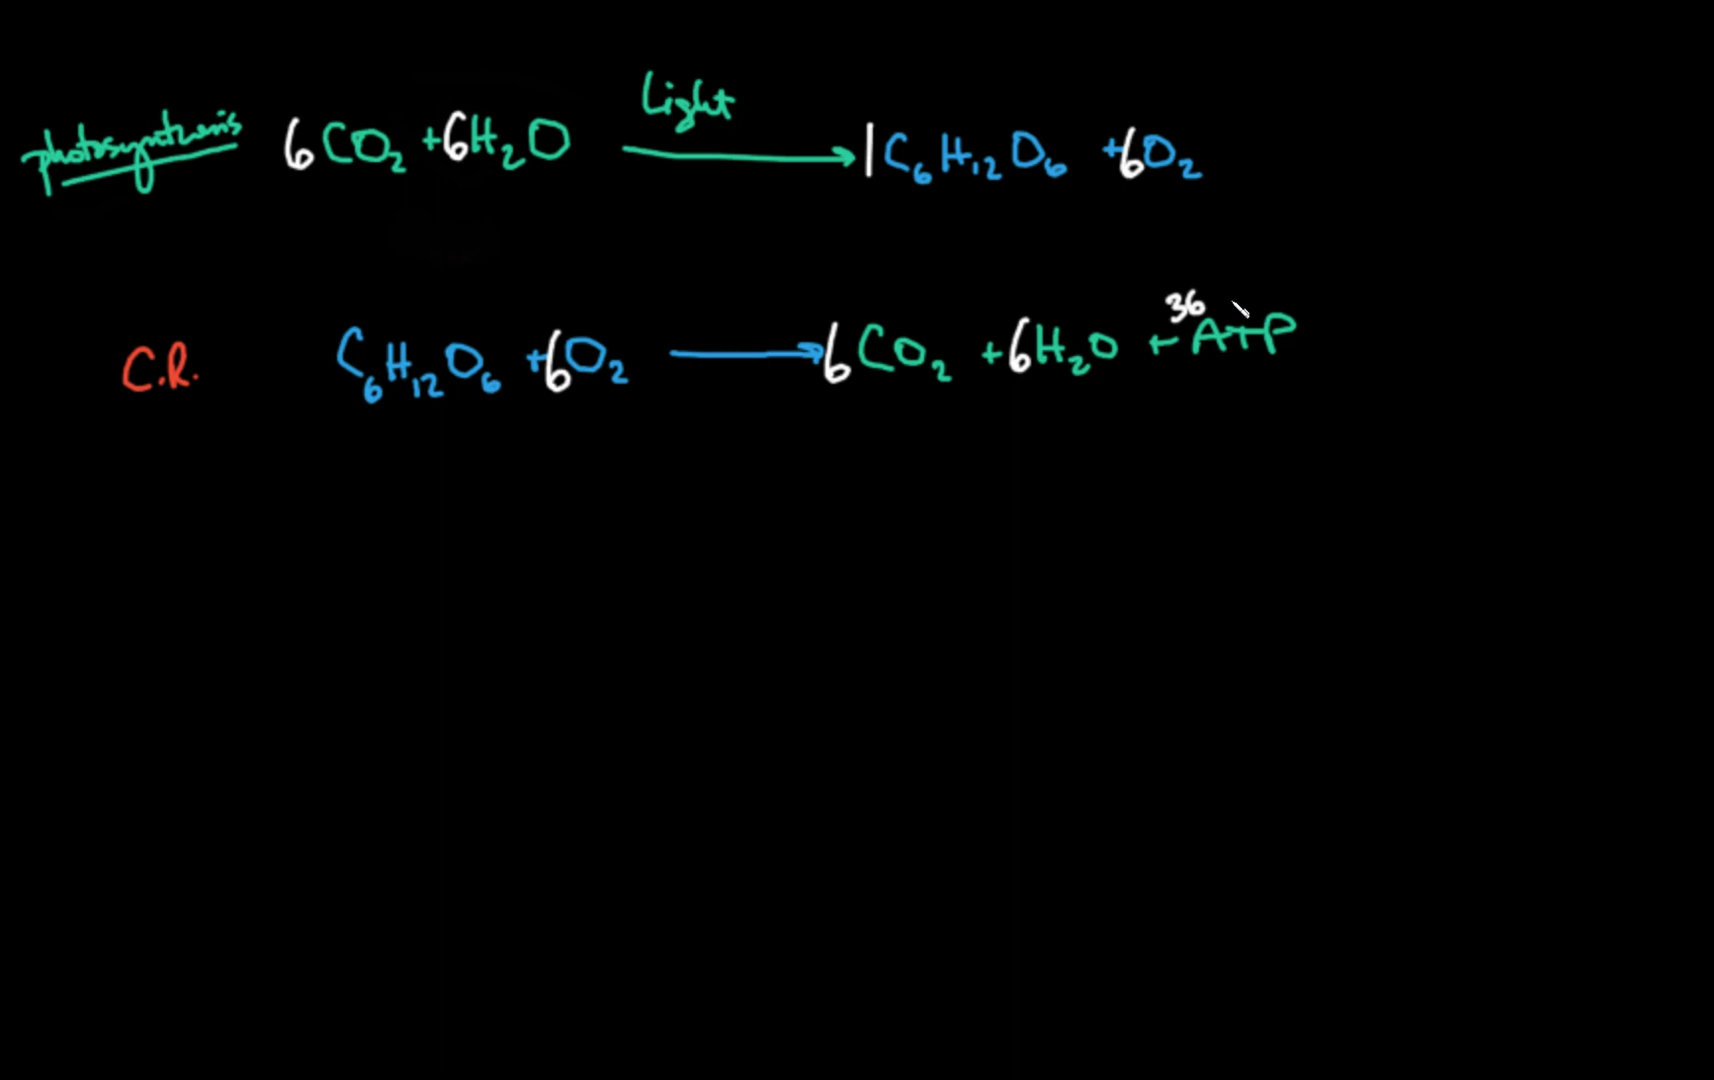 photosynthesis 6CO₂ + 6H₂O Light → 1C₆H₁₂O₆ + 6O₂
C.R. C₆H₁₂O₆ + 6O₂ → 6CO₂ + 6H₂O + 36 ATP